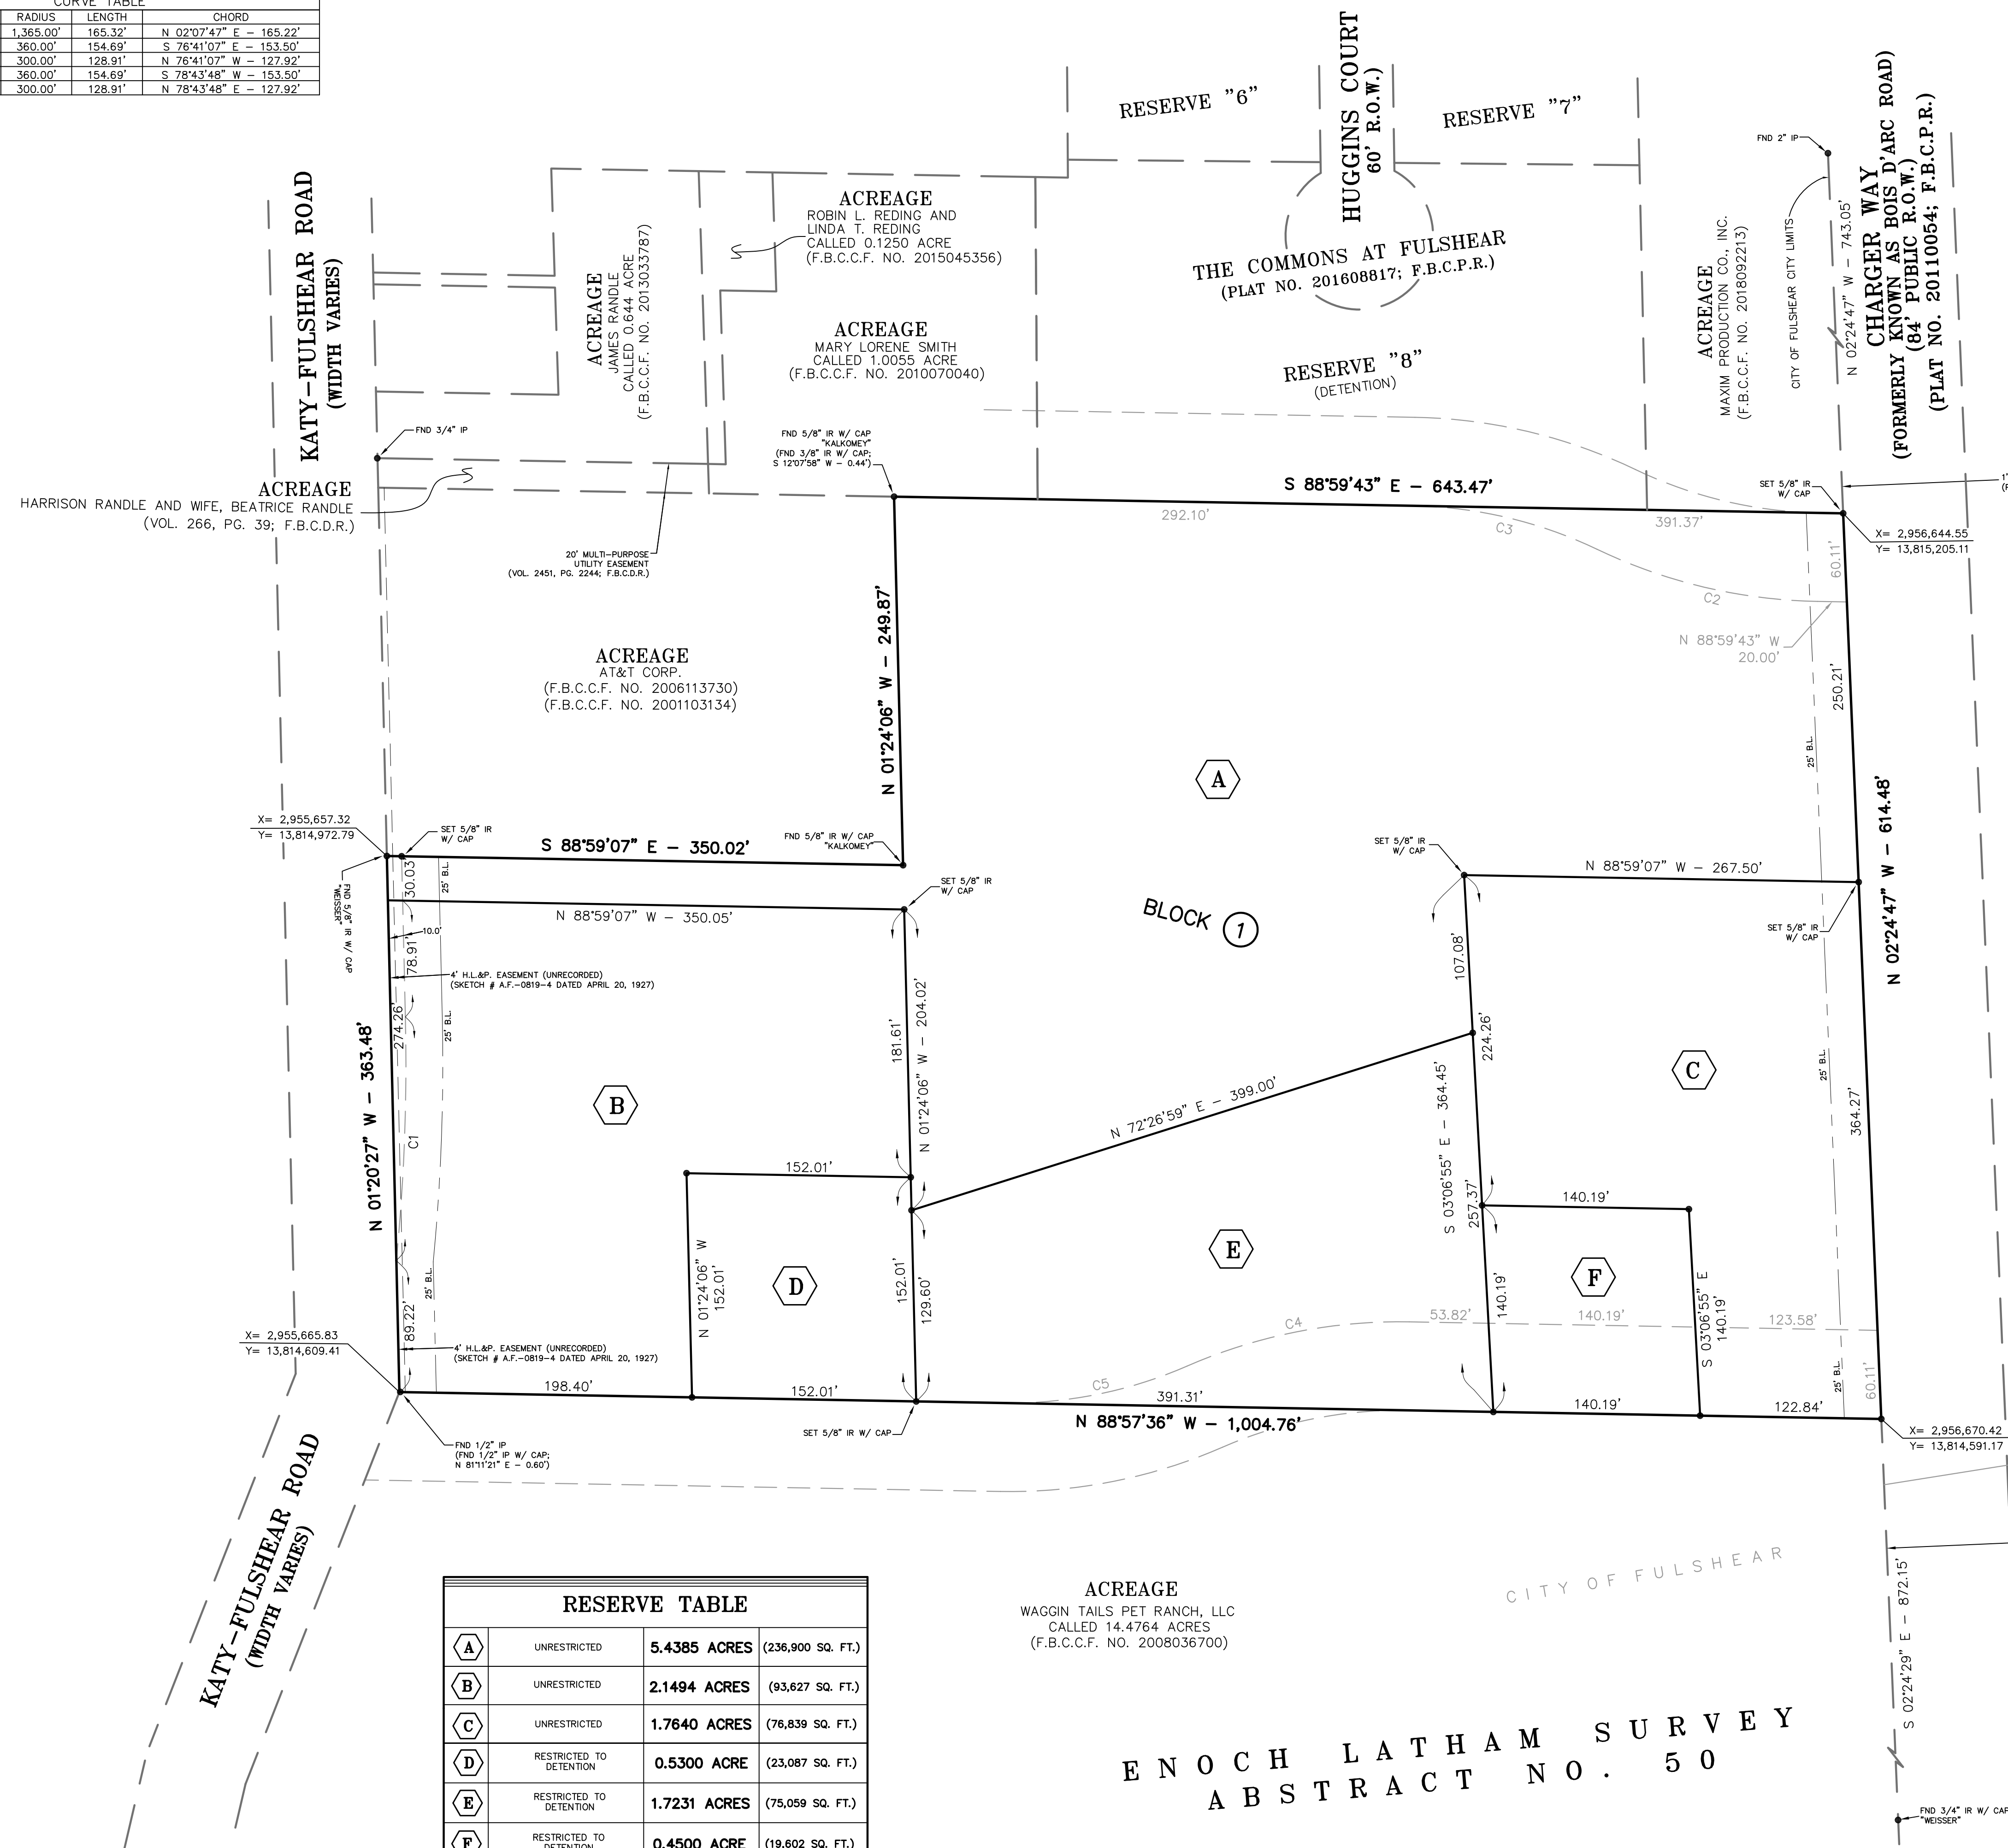 CURVE TABLE
RADIUS LENGTH CHORD
1,365.00' 165.32' N 02°07'47" E – 165.22'
360.00' 154.69' S 76°41'07" E – 153.50'
300.00' 128.91' N 76°41'07" W – 127.92'
360.00' 154.69' S 78°43'48" W – 153.50'
300.00' 128.91' N 78°43'48" E – 127.92'
KATY–FULSHEAR ROAD
(WIDTH VARIES)
ACREAGE
JAMES RANDLE
CALLED 0.644 ACRE
(F.B.C.C.F. NO. 2013033787)
ACREAGE
ROBIN L. REDING AND
LINDA T. REDING
CALLED 0.1250 ACRE
(F.B.C.C.F. NO. 2015045356)
ACREAGE
MARY LORENE SMITH
CALLED 1.0055 ACRE
(F.B.C.C.F. NO. 2010070040)
RESERVE "6"
HUGGINS COURT
60' R.O.W.)
RESERVE "7"
THE COMMONS AT FULSHEAR
(PLAT NO. 201608817; F.B.C.P.R.)
RESERVE "8"
(DETENTION)
ACREAGE
MAXIM PRODUCTION CO., INC.
(F.B.C.C.F. NO. 2018092213)
FND 2" IP
CITY OF FULSHEAR CITY LIMITS
N 02°24'47" W – 743.05'
CHARGER WAY
(FORMERLY KNOWN AS BOIS D'ARC ROAD)
(84' PUBLIC R.O.W.)
(PLAT NO. 20110054; F.B.C.P.R.)
FND 3/4" IP
ACREAGE
HARRISON RANDLE AND WIFE, BEATRICE RANDLE
(VOL. 266, PG. 39; F.B.C.D.R.)
FND 5/8" IR W/ CAP
"KALKOMEY"
(FND 3/8" IR W/ CAP;
S 12°07'58" W – 0.44')
20' MULTI–PURPOSE
UTILITY EASEMENT
(VOL. 2451, PG. 2244; F.B.C.D.R.)
S 88°59'43" E – 643.47'
292.10'
C3
391.37'
SET 5/8" IR
W/ CAP
X= 2,956,644.55
Y= 13,815,205.11
60.11'
C2
N 88°59'43" W
20.00'
250.21'
25' B.L.
N 01°24'06" W – 249.87'
ACREAGE
AT&T CORP.
(F.B.C.C.F. NO. 2006113730)
(F.B.C.C.F. NO. 2001103134)
A
X= 2,955,657.32
Y= 13,814,972.79
SET 5/8" IR
W/ CAP
S 88°59'07" E – 350.02'
FND 5/8" IR W/ CAP
"KALKOMEY"
FND 5/8" IR W/ CAP
"WEISSER"
30.03
25' B.L.
N 88°59'07" W – 350.05'
SET 5/8" IR
W/ CAP
BLOCK 1
SET 5/8" IR
W/ CAP
N 88°59'07" W – 267.50'
SET 5/8" IR
W/ CAP
N 02°24'47" W – 614.48'
10.0'
78.91'
4' H.L.&P. EASEMENT (UNRECORDED)
(SKETCH # A.F.–0819–4 DATED APRIL 20, 1927)
274.26'
25' B.L.
N 01°20'27" W – 363.48'
C1
B
181.61'
N 01°24'06" W – 204.02'
107.08'
224.26'
C
25' B.L.
364.27'
N 72°26'59" E – 399.00'
S 03°06'55" E – 364.45'
257.37'
152.01'
140.19'
E
F
D
N 01°24'06" W
152.01'
152.01'
129.60'
140.19'
S 03°06'55" E
140.19'
25' B.L.
89.22'
C4
53.82'
140.19'
123.58'
60.11'
25' B.L.
X= 2,955,665.83
Y= 13,814,609.41
4' H.L.&P. EASEMENT (UNRECORDED)
(SKETCH # A.F.–0819–4 DATED APRIL 20, 1927)
198.40'
152.01'
C5
391.31'
140.19'
122.84'
N 88°57'36" W – 1,004.76'
SET 5/8" IR W/ CAP
X= 2,956,670.42
Y= 13,814,591.17
FND 1/2" IP
(FND 1/2" IP W/ CAP;
N 81°11'21" E – 0.60')
KATY–FULSHEAR ROAD
(WIDTH VARIES)
ACREAGE
WAGGIN TAILS PET RANCH, LLC
CALLED 14.4764 ACRES
(F.B.C.C.F. NO. 2008036700)
CITY OF FULSHEAR
S 02°24'29" E – 872.15'
ENOCH LATHAM SURVEY
ABSTRACT NO. 50
FND 3/4" IR W/ CAP
"WEISSER"
RESERVE TABLE
A UNRESTRICTED 5.4385 ACRES (236,900 SQ. FT.)
B UNRESTRICTED 2.1494 ACRES (93,627 SQ. FT.)
C UNRESTRICTED 1.7640 ACRES (76,839 SQ. FT.)
D RESTRICTED TO DETENTION 0.5300 ACRE (23,087 SQ. FT.)
E RESTRICTED TO DETENTION 1.7231 ACRES (75,059 SQ. FT.)
F RESTRICTED TO DETENTION 0.4500 ACRE (19,602 SQ. FT.)